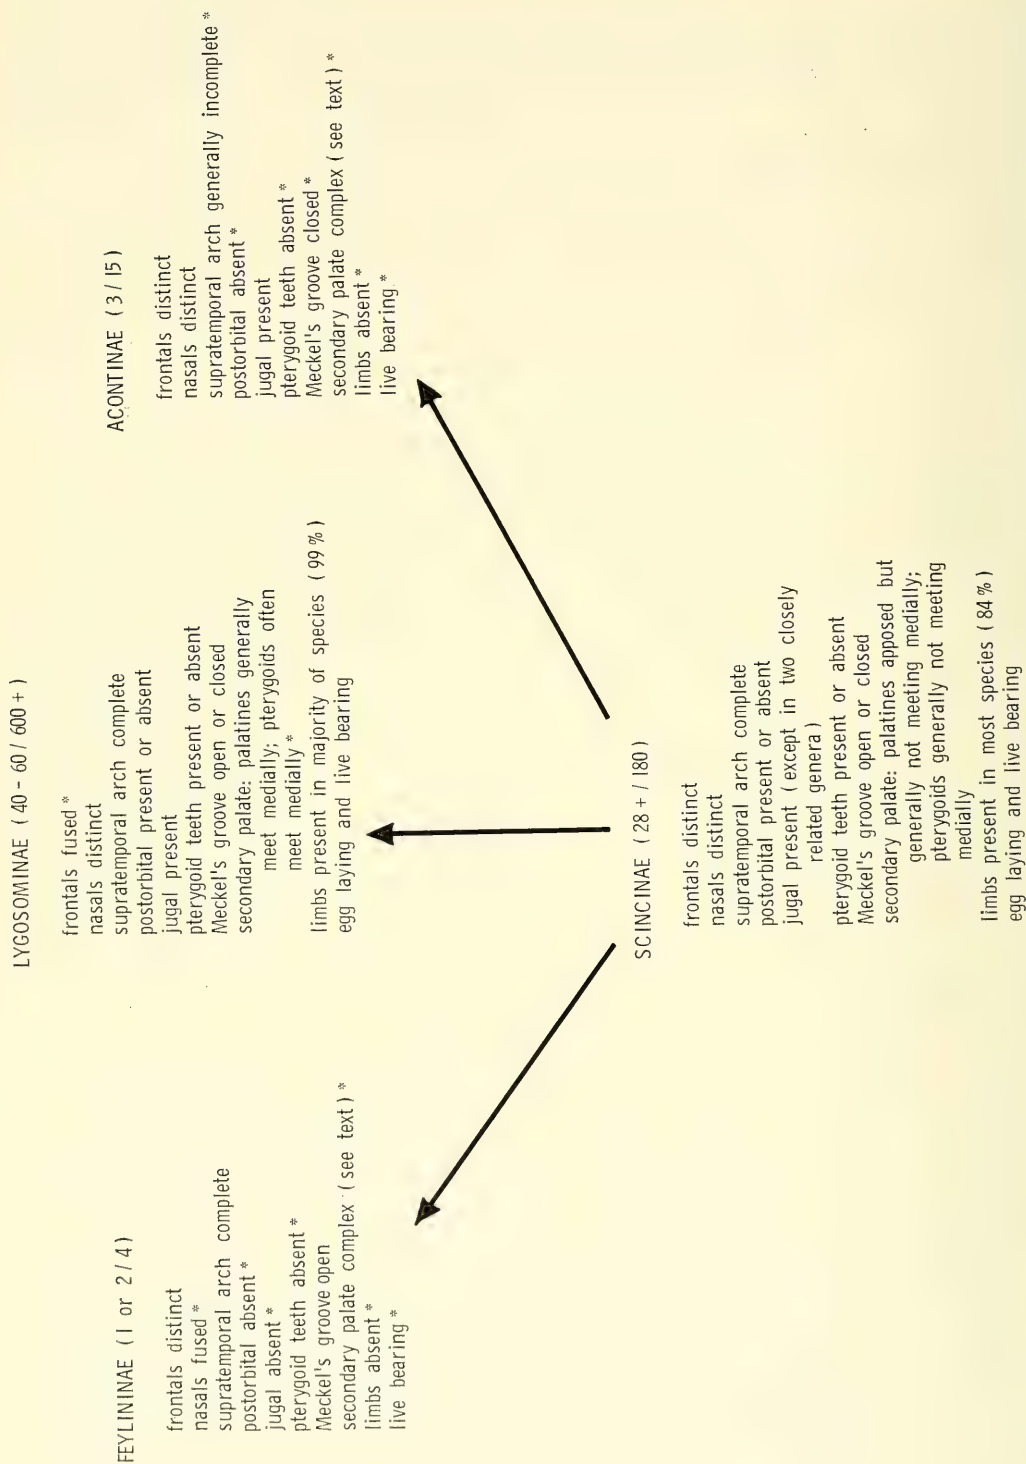 FEYLININAE ( 1 or 2 / 4 )
frontals distinct
nasals fused *
supratemporal arch complete
postorbital absent *
jugal absent *
pterygoid teeth absent *
Meckel's groove open
secondary palate complex ( see text ) *
limbs absent *
live bearing *
LYGOSOMINAE ( 40 - 60 / 600 + )
frontals fused *
nasals distinct
supratemporal arch complete
postorbital present or absent
jugal present
pterygoid teeth present or absent
Meckel's groove open or closed
secondary palate: palatines generally
meet medially; pterygoids often
meet medially *
limbs present in majority of species ( 99 % )
egg laying and live bearing
ACONTINAE ( 3 / 15 )
frontals distinct
nasals distinct
supratemporal arch generally incomplete *
postorbital absent *
jugal present
pterygoid teeth absent *
Meckel's groove closed *
secondary palate complex ( see text ) *
limbs absent *
live bearing *
SCINCINAE ( 28 + / 180 )
frontals distinct
nasals distinct
supratemporal arch complete
postorbital present or absent
jugal present ( except in two closely
related genera )
pterygoid teeth present or absent
Meckel's groove open or closed
secondary palate: palatines apposed but
generally not meeting medially;
pterygoids generally not meeting
medially
limbs present in most species ( 84 % )
egg laying and live bearing